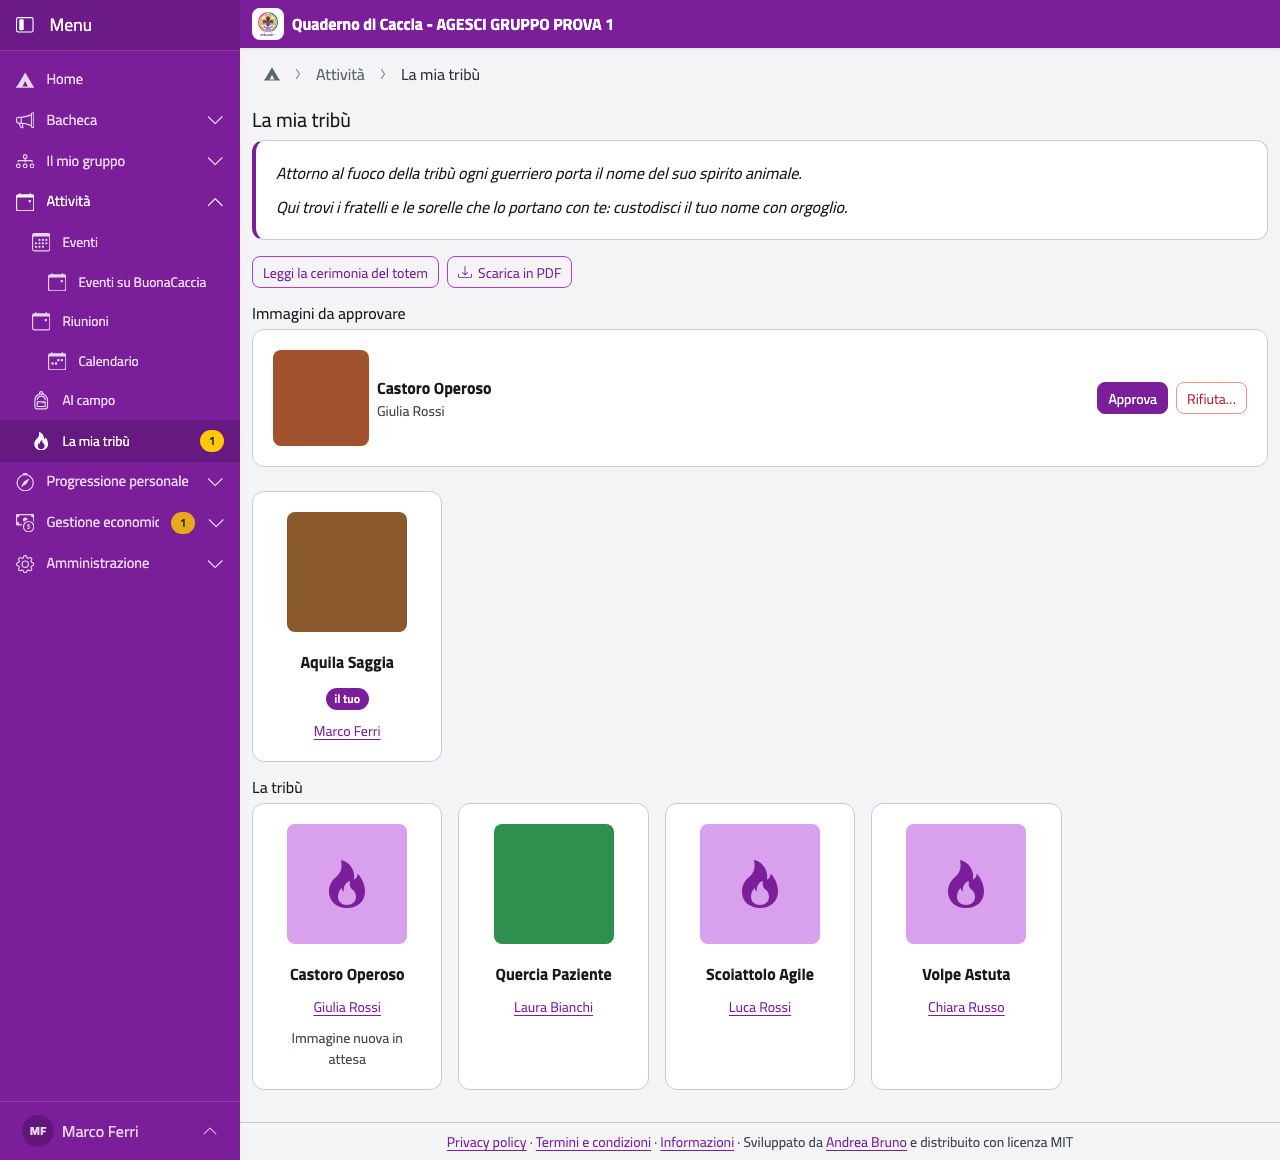 Menu
Quaderno di Caccia - AGESCI GRUPPO PROVA 1
Home
Bacheca
Il mio gruppo
Attività
Eventi
Eventi su BuonaCaccia
Riunioni
Calendario
Al campo
La mia tribù
1
Progressione personale
Gestione economic
1
Amministrazione
MF
Marco Ferri
Attività
La mia tribù
La mia tribù
Attorno al fuoco della tribù ogni guerriero porta il nome del suo spirito animale.
Qui trovi i fratelli e le sorelle che lo portano con te: custodisci il tuo nome con orgoglio.
Leggi la cerimonia del totem
Scarica in PDF
Immagini da approvare
Castoro Operoso
Giulia Rossi
Approva
Rifiuta...
Aquila Saggia
il tuo
Marco Ferri
La tribù
Castoro Operoso
Giulia Rossi
Immagine nuova in
attesa
Quercia Paziente
Laura Bianchi
Scoiattolo Agile
Luca Rossi
Volpe Astuta
Chiara Russo
Privacy policy · Termini e condizioni · Informazioni · Sviluppato da Andrea Bruno e distribuito con licenza MIT